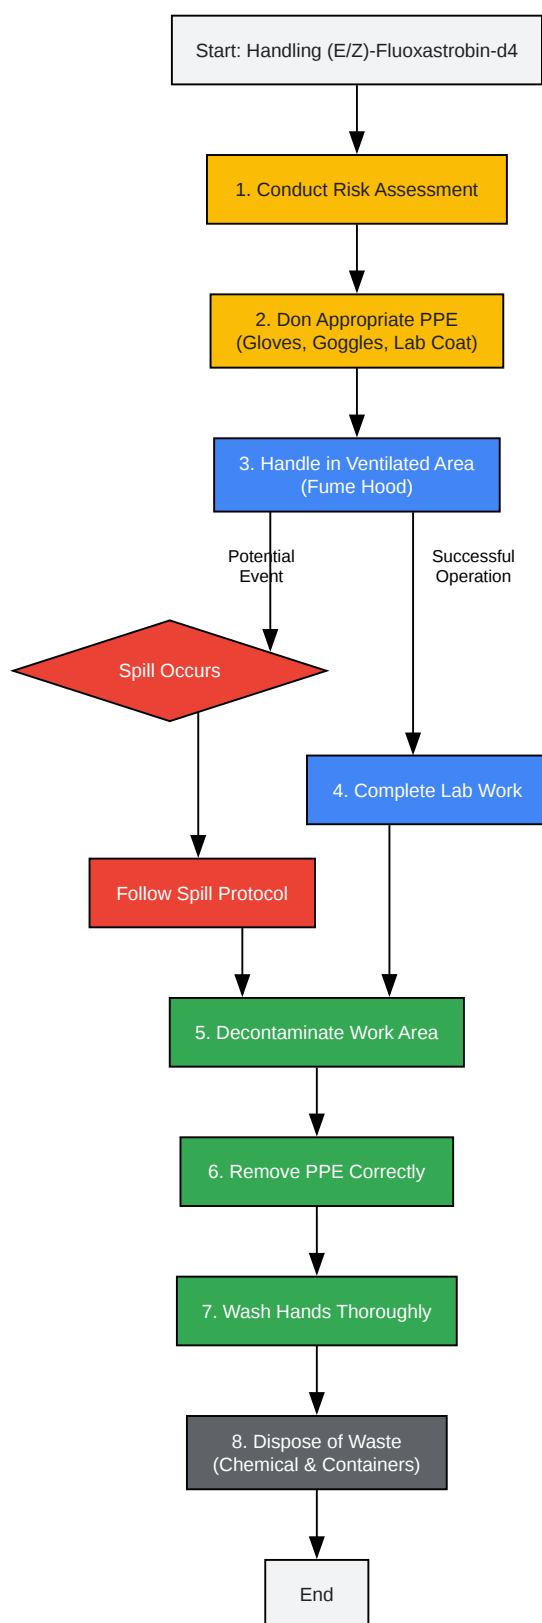 Start: Handling (E/Z)-Fluoxastrobin-d4
1. Conduct Risk Assessment
2. Don Appropriate PPE
(Gloves, Goggles, Lab Coat)
3. Handle in Ventilated Area
(Fume Hood)
Potential
Event
Successful
Operation
Spill Occurs
4. Complete Lab Work
Follow Spill Protocol
5. Decontaminate Work Area
6. Remove PPE Correctly
7. Wash Hands Thoroughly
8. Dispose of Waste
(Chemical & Containers)
End